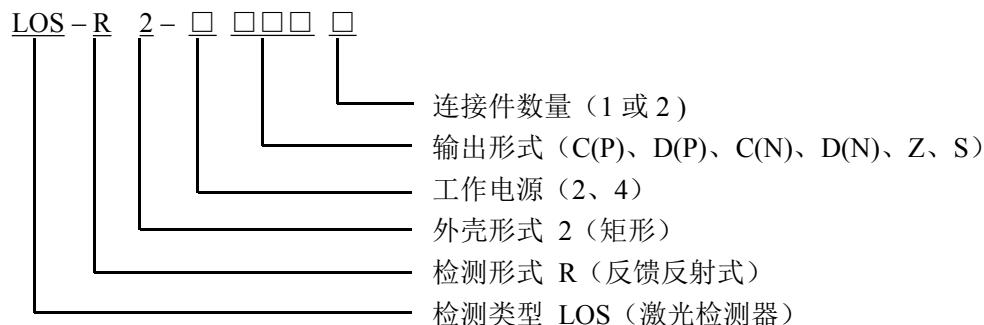 LOS – R 2 – □ □□□ □
连接件数量（1 或 2 )
输出形式（C(P)、D(P)、C(N)、D(N)、Z、S）
工作电源（2、4）
外壳形式 2（矩形）
检测形式 R（反馈反射式）
检测类型 LOS（激光检测器）